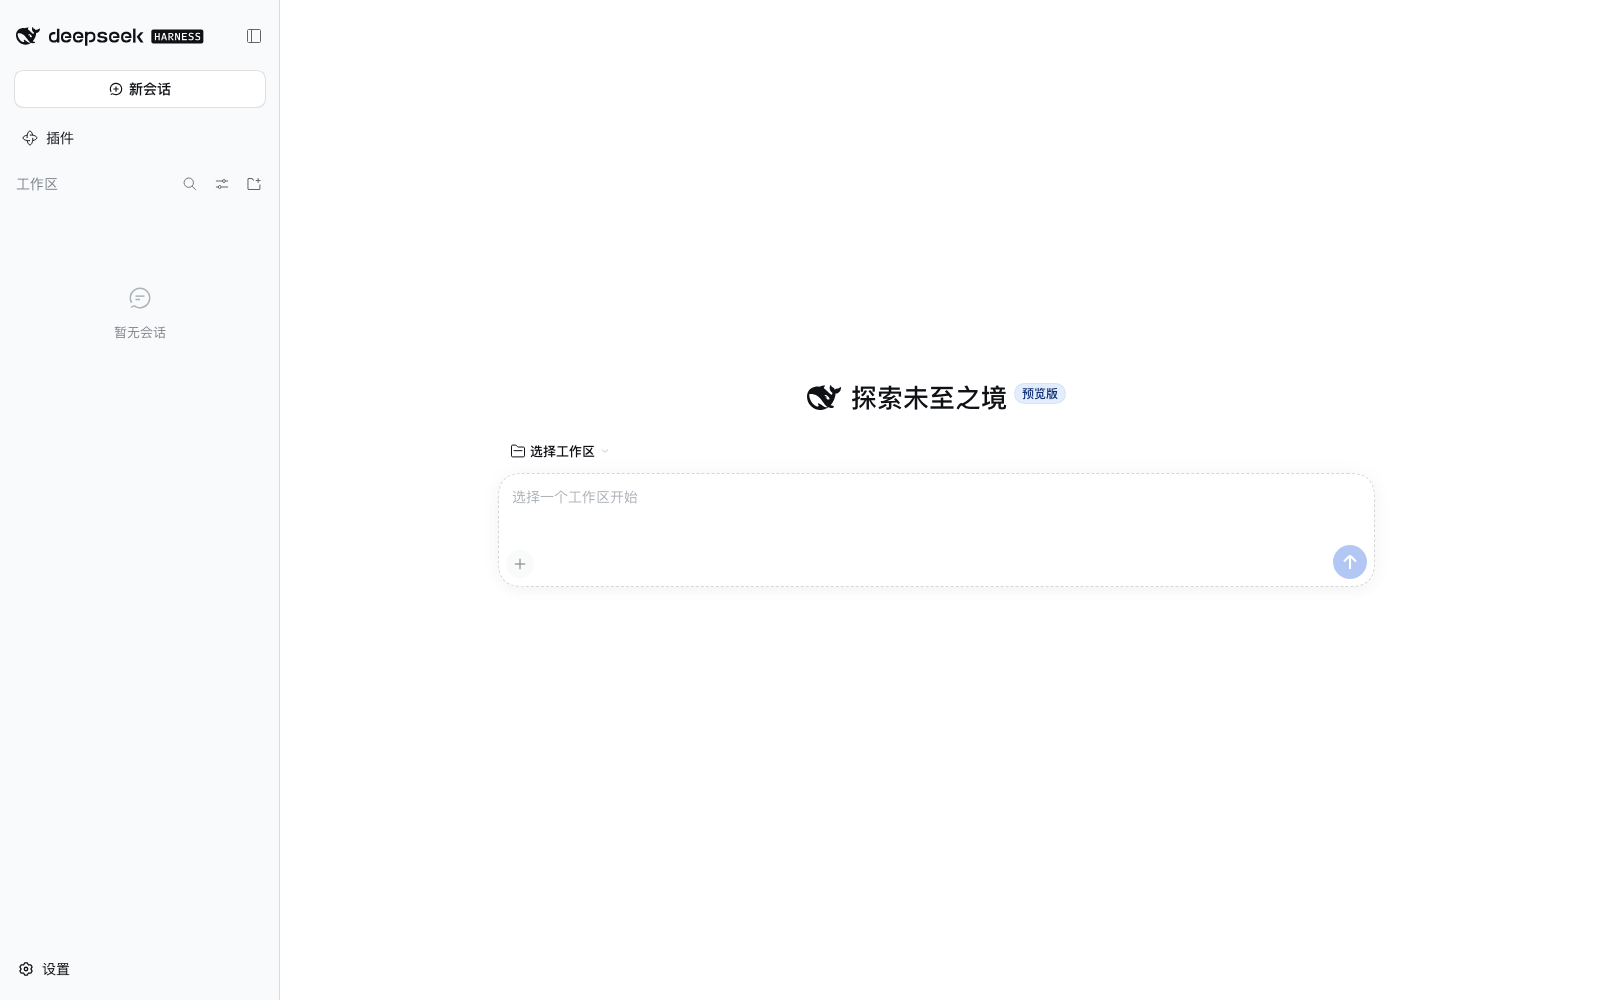 deepseek HARNESS
新会话
插件
工作区
暂无会话
设置
探索未至之境 预览版
选择工作区
选择一个工作区开始